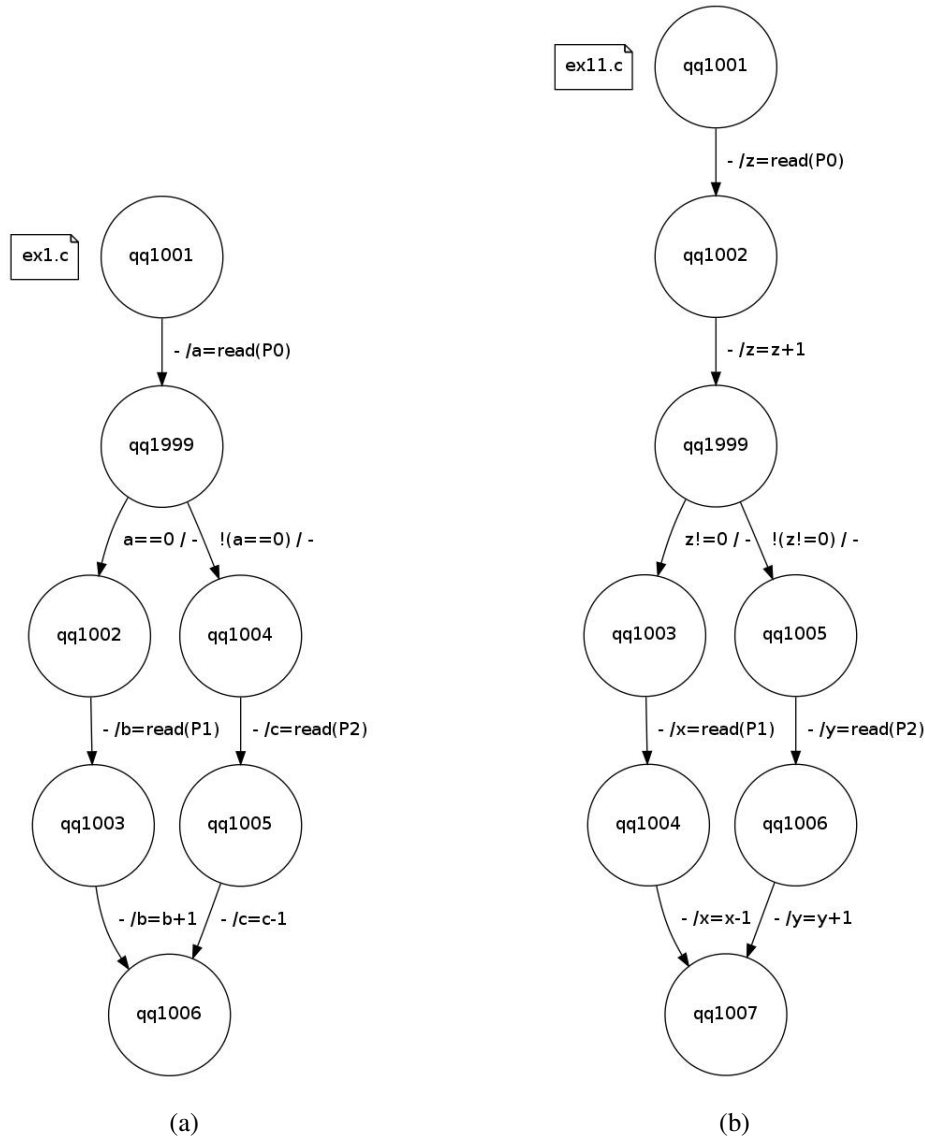 ex1.c
qq1001
- /a=read(P0)
qq1999
a==0 / -
!(a==0) / -
qq1002
qq1004
- /b=read(P1)
- /c=read(P2)
qq1003
qq1005
- /b=b+1
- /c=c-1
qq1006
(a)
ex11.c
qq1001
- /z=read(P0)
qq1002
- /z=z+1
qq1999
z!=0 / -
!(z!=0) / -
qq1003
qq1005
- /x=read(P1)
- /y=read(P2)
qq1004
qq1006
- /x=x-1
- /y=y+1
qq1007
(b)